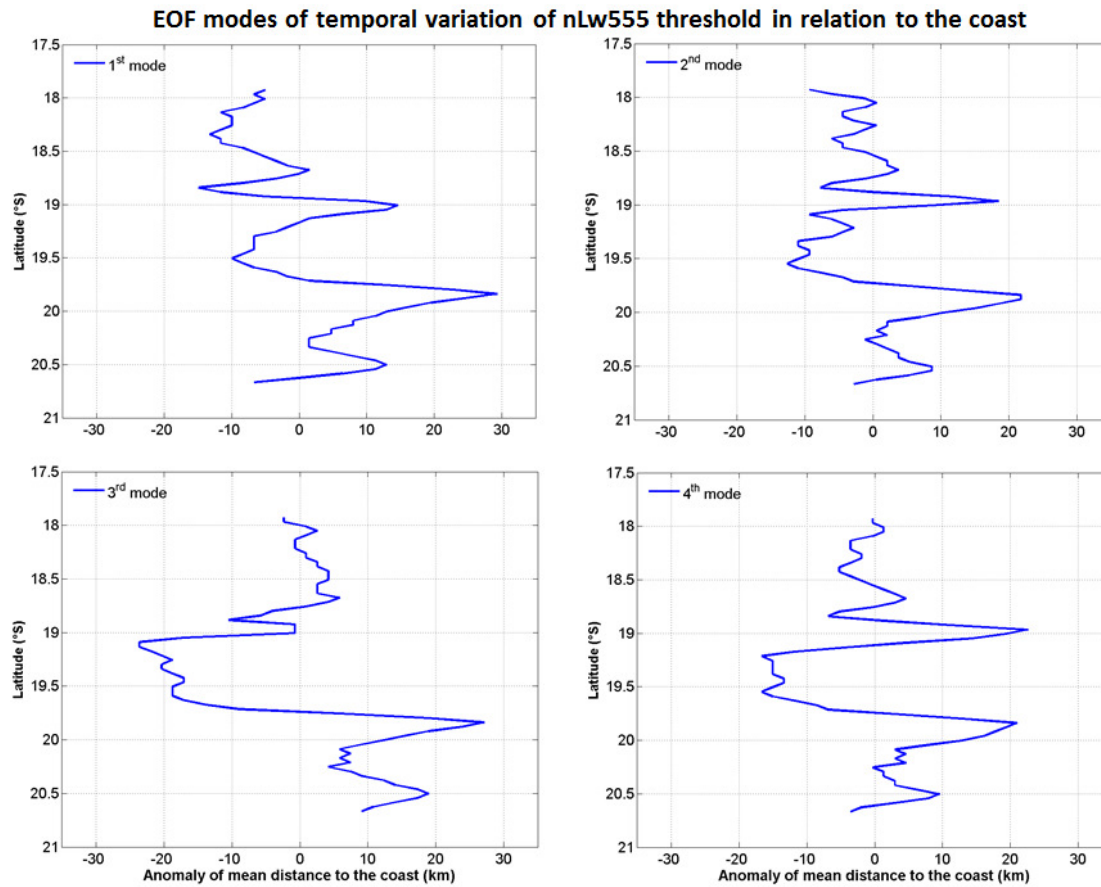 EOF modes of temporal variation of nLw555 threshold in relation to the coast
17.5
18
18.5
19
19.5
20
20.5
21
Latitude (°S)
1st mode
-30 -20 -10 0 10 20 30
17.5
18
18.5
19
19.5
20
20.5
21
Latitude (°S)
2nd mode
-30 -20 -10 0 10 20 30
17.5
18
18.5
19
19.5
20
20.5
21
Latitude (°S)
3rd mode
-30 -20 -10 0 10 20 30
Anomaly of mean distance to the coast (km)
17.5
18
18.5
19
19.5
20
20.5
21
Latitude (°S)
4th mode
-30 -20 -10 0 10 20 30
Anomaly of mean distance to the coast (km)